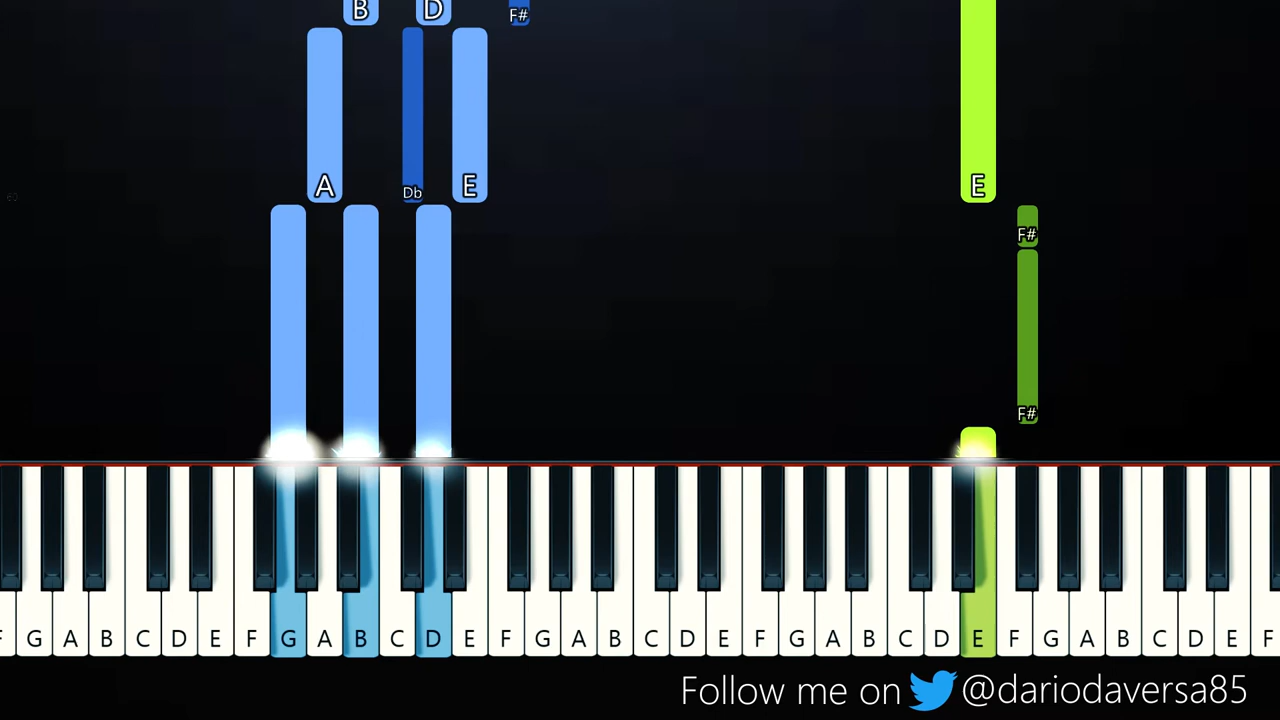 B D F#
A Db E E
F#
F#
F G A B C D E F G A B C D E F G A B C D E F G A B C D E F G A B C D E F
Follow me on @dariodaversa85